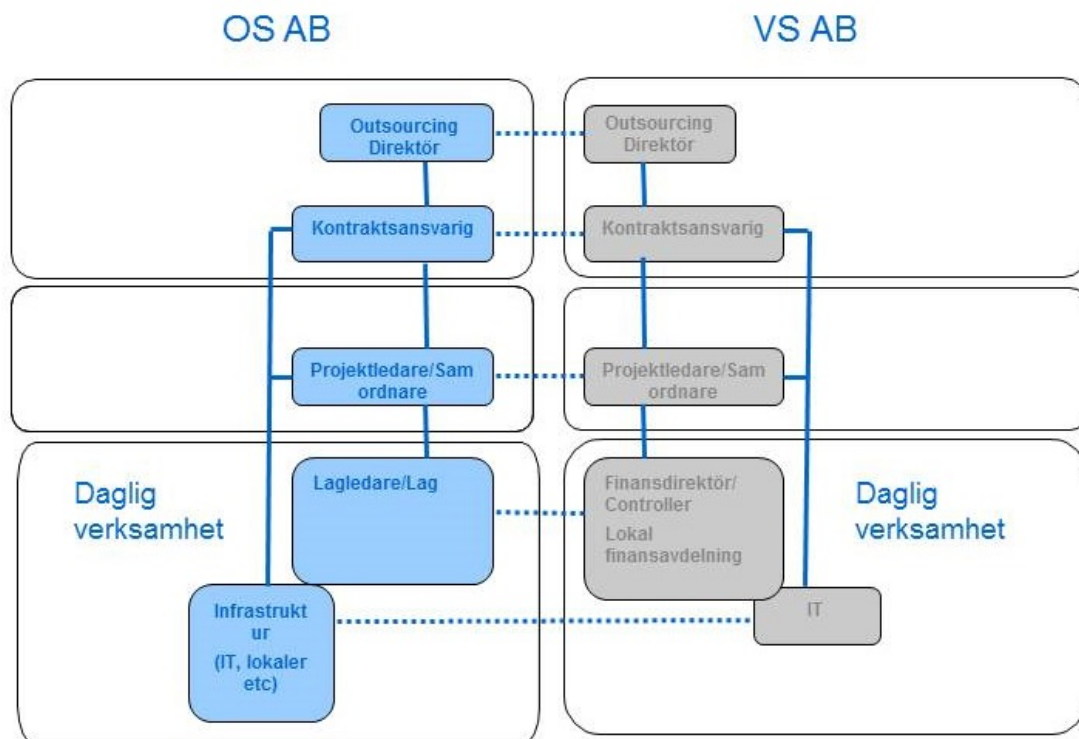 OS AB
VS AB
Outsourcing
Direktör
Outsourcing
Direktör
Kontraktsansvarig
Kontraktsansvarig
Projektledare/Sam
ordnare
Projektledare/Sam
ordnare
Daglig
verksamhet
Lagledare/Lag
Finansdirektör/
Controller
Lokal
finansavdelning
Daglig
verksamhet
Infrastrukt
ur
(IT, lokaler
etc)
IT